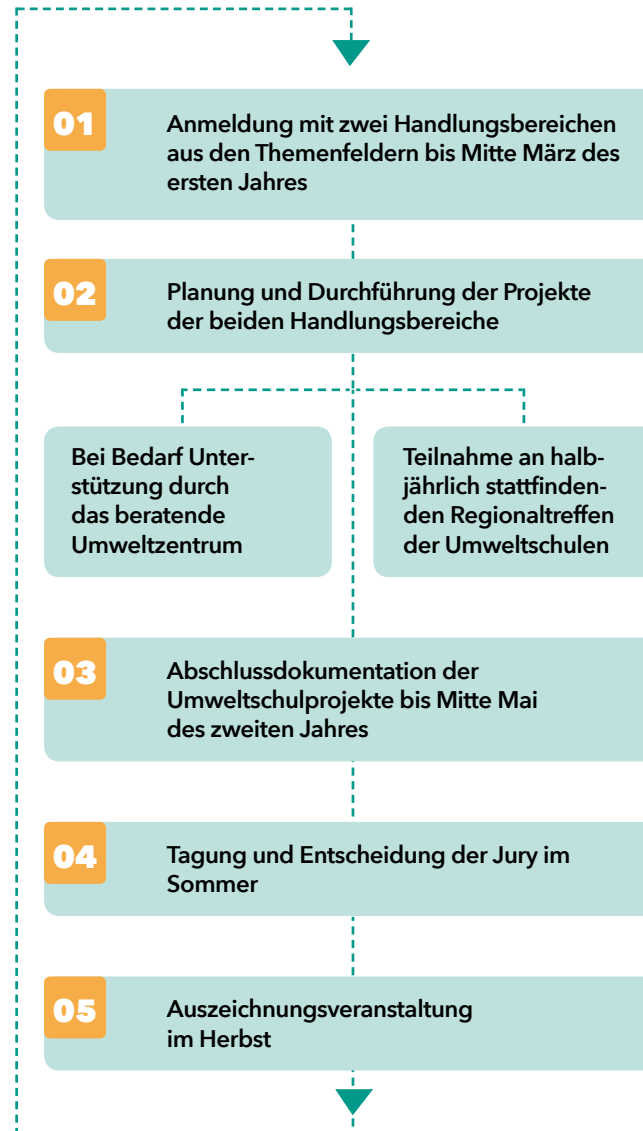 01
Anmeldung mit zwei Handlungsbereichen
aus den Themenfeldern bis Mitte März des
ersten Jahres
02
Planung und Durchführung der Projekte
der beiden Handlungsbereiche
Bei Bedarf Unter-
stützung durch
das beratende
Umweltzentrum
Teilnahme an halb-
jährlich stattfinden-
den Regionaltreffen
der Umweltschulen
03
Abschlussdokumentation der
Umweltschulprojekte bis Mitte Mai
des zweiten Jahres
04
Tagung und Entscheidung der Jury im
Sommer
05
Auszeichnungsveranstaltung
im Herbst